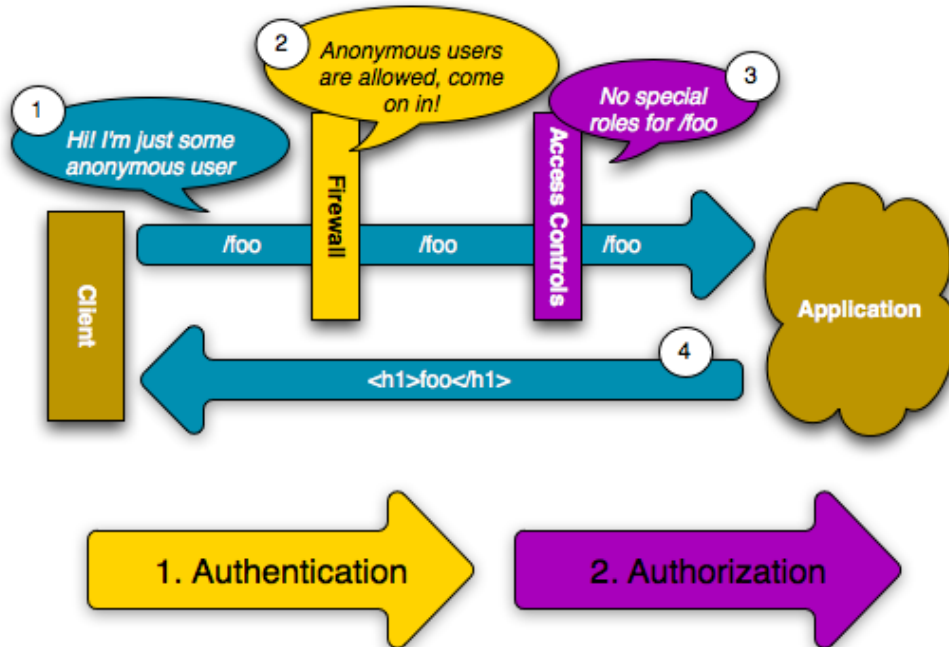 1
Hi! I'm just some
anonymous user
2
Anonymous users
are allowed, come
on in!
3
No special
roles for /foo
Client
/foo
Firewall
/foo
Access Controls
/foo
Application
4
<h1>foo</h1>
1. Authentication
2. Authorization